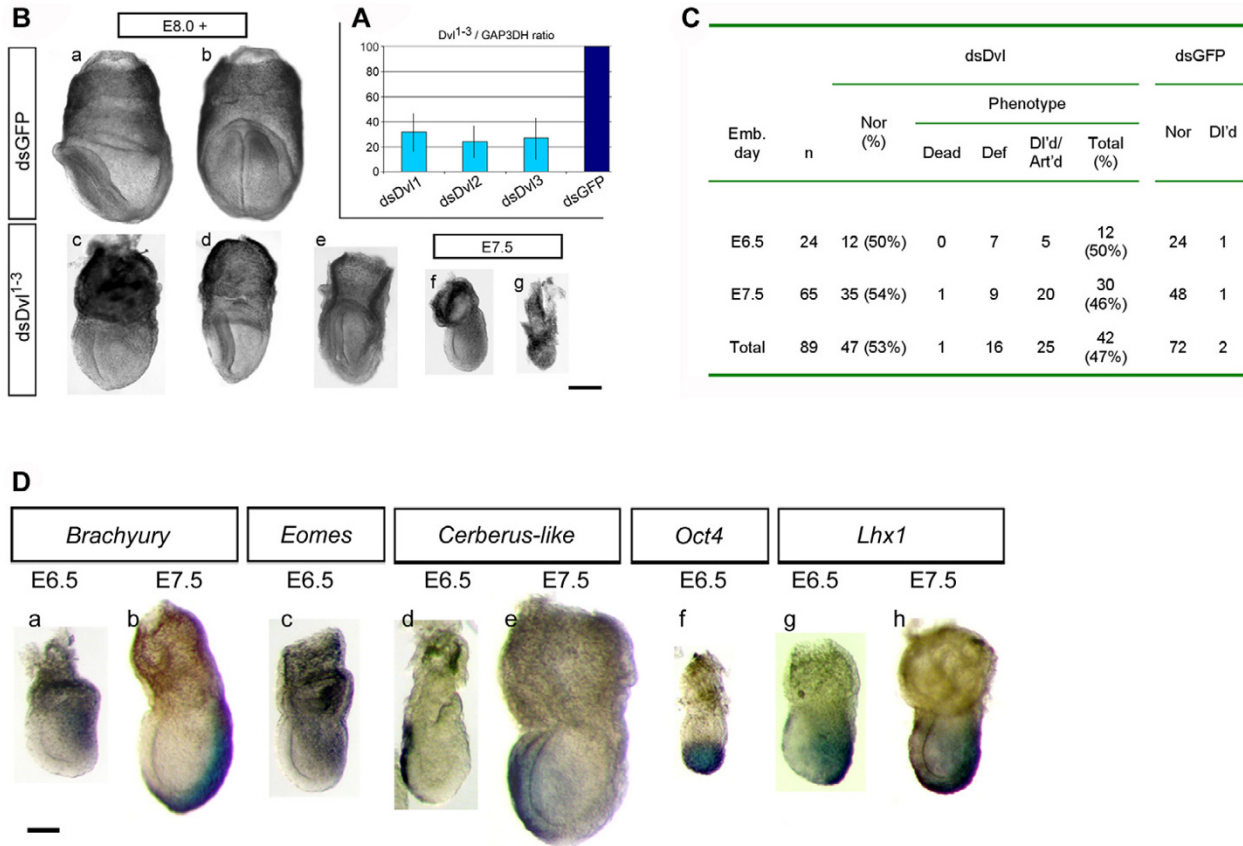 B
E8.0 +
a
b
dsGFP
c
d
e
E7.5
f
g
dsDvl1-3
A
Dvl1-3 / GAP3DH ratio
100
80
60
40
20
0
dsDvl1
dsDvl2
dsDvl3
dsGFP
C
dsDvl
dsGFP
Phenotype
Emb. day
n
Nor (%)
Dead
Def
Dl'd/ Art'd
Total (%)
Nor
Dl'd
E6.5 24 12 (50%) 0 7 5 12 (50%) 24 1
E7.5 65 35 (54%) 1 9 20 30 (46%) 48 1
Total 89 47 (53%) 1 16 25 42 (47%) 72 2
D
Brachyury
Eomes
Cerberus-like
Oct4
Lhx1
E6.5 E7.5 E6.5 E6.5 E7.5 E6.5 E6.5 E7.5
a b c d e f g h